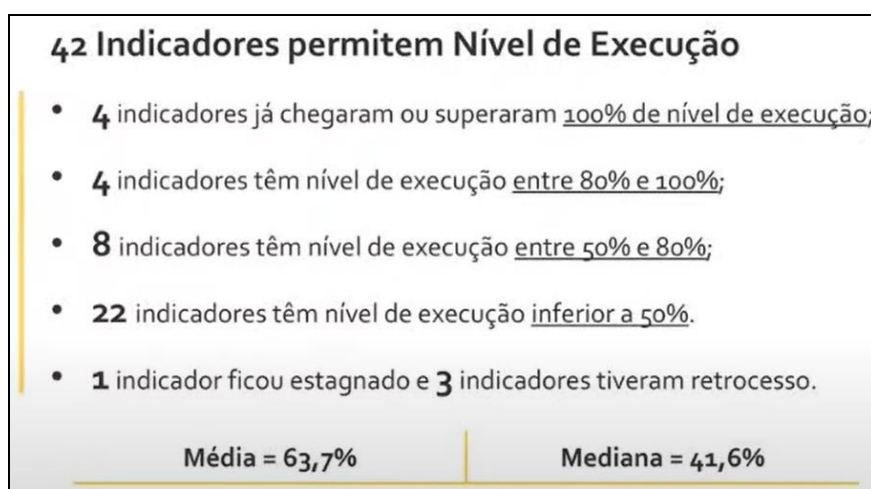 42 Indicadores permitem Nível de Execução
• 4 indicadores já chegaram ou superaram 100% de nível de execução;
• 4 indicadores têm nível de execução entre 80% e 100%;
• 8 indicadores têm nível de execução entre 50% e 80%;
• 22 indicadores têm nível de execução inferior a 50%.
• 1 indicador ficou estagnado e 3 indicadores tiveram retrocesso.
Média = 63,7% Mediana = 41,6%